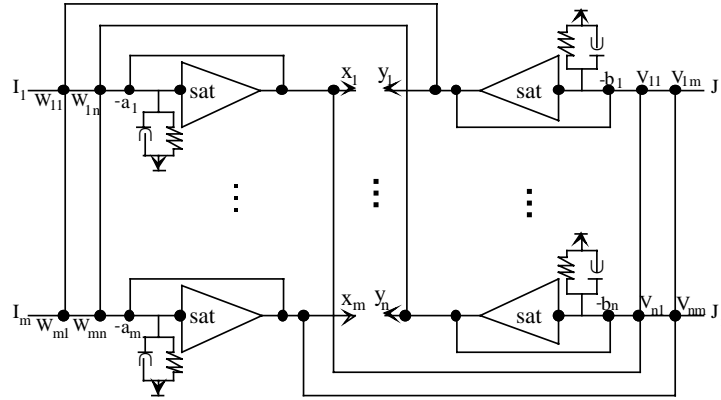 I1 W11 W1n -a1 sat x1 y1 sat -b1 V11 V1m J
Im Wm1 Wmn -am sat xm yn sat -bn Vn1 Vnm J